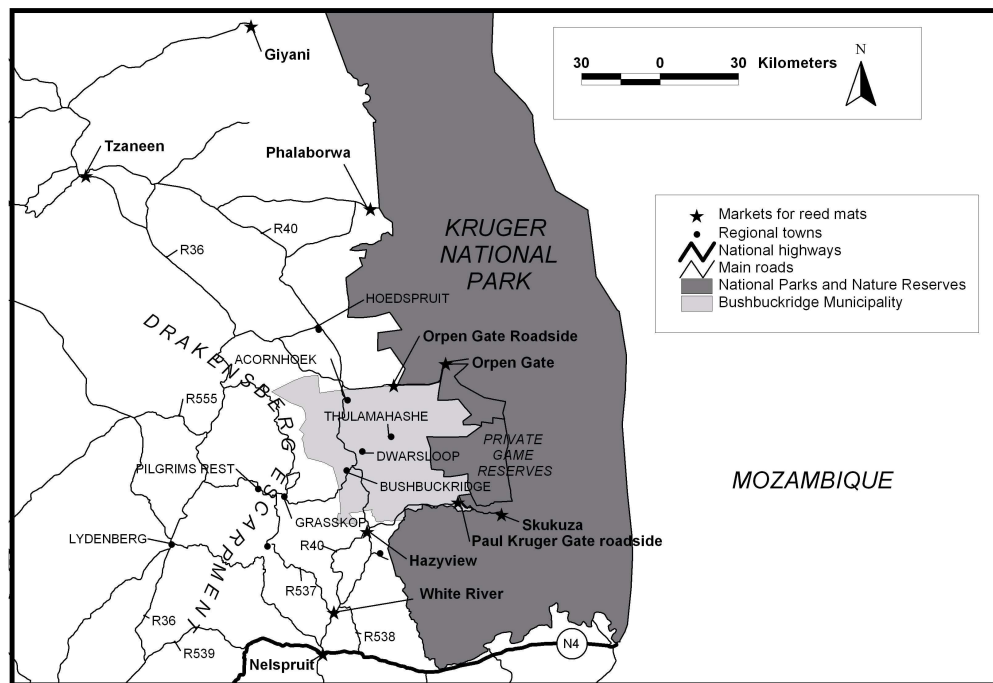 Giyani
30 0 30 Kilometers
N
Tzaneen
Phalaborwa
Markets for reed mats
Regional towns
National highways
Main roads
National Parks and Nature Reserves
Bushbuckridge Municipality
KRUGER
NATIONAL
PARK
R40
R36
HOEDSPRUIT
DRAKENSBERG ESCARPMENT
Orpen Gate Roadside
Orpen Gate
ACORNHOEK
R555
THULAMAHASHE
PRIVATE
GAME
RESERVES
DWARSLOOP
PILGRIMS REST
BUSHBUCKRIDGE
MOZAMBIQUE
GRASSKOP
Skukuza
Paul Kruger Gate roadside
LYDENBERG
R40
Hazyview
R537
White River
R36
R538
R539
N4
Nelspruit